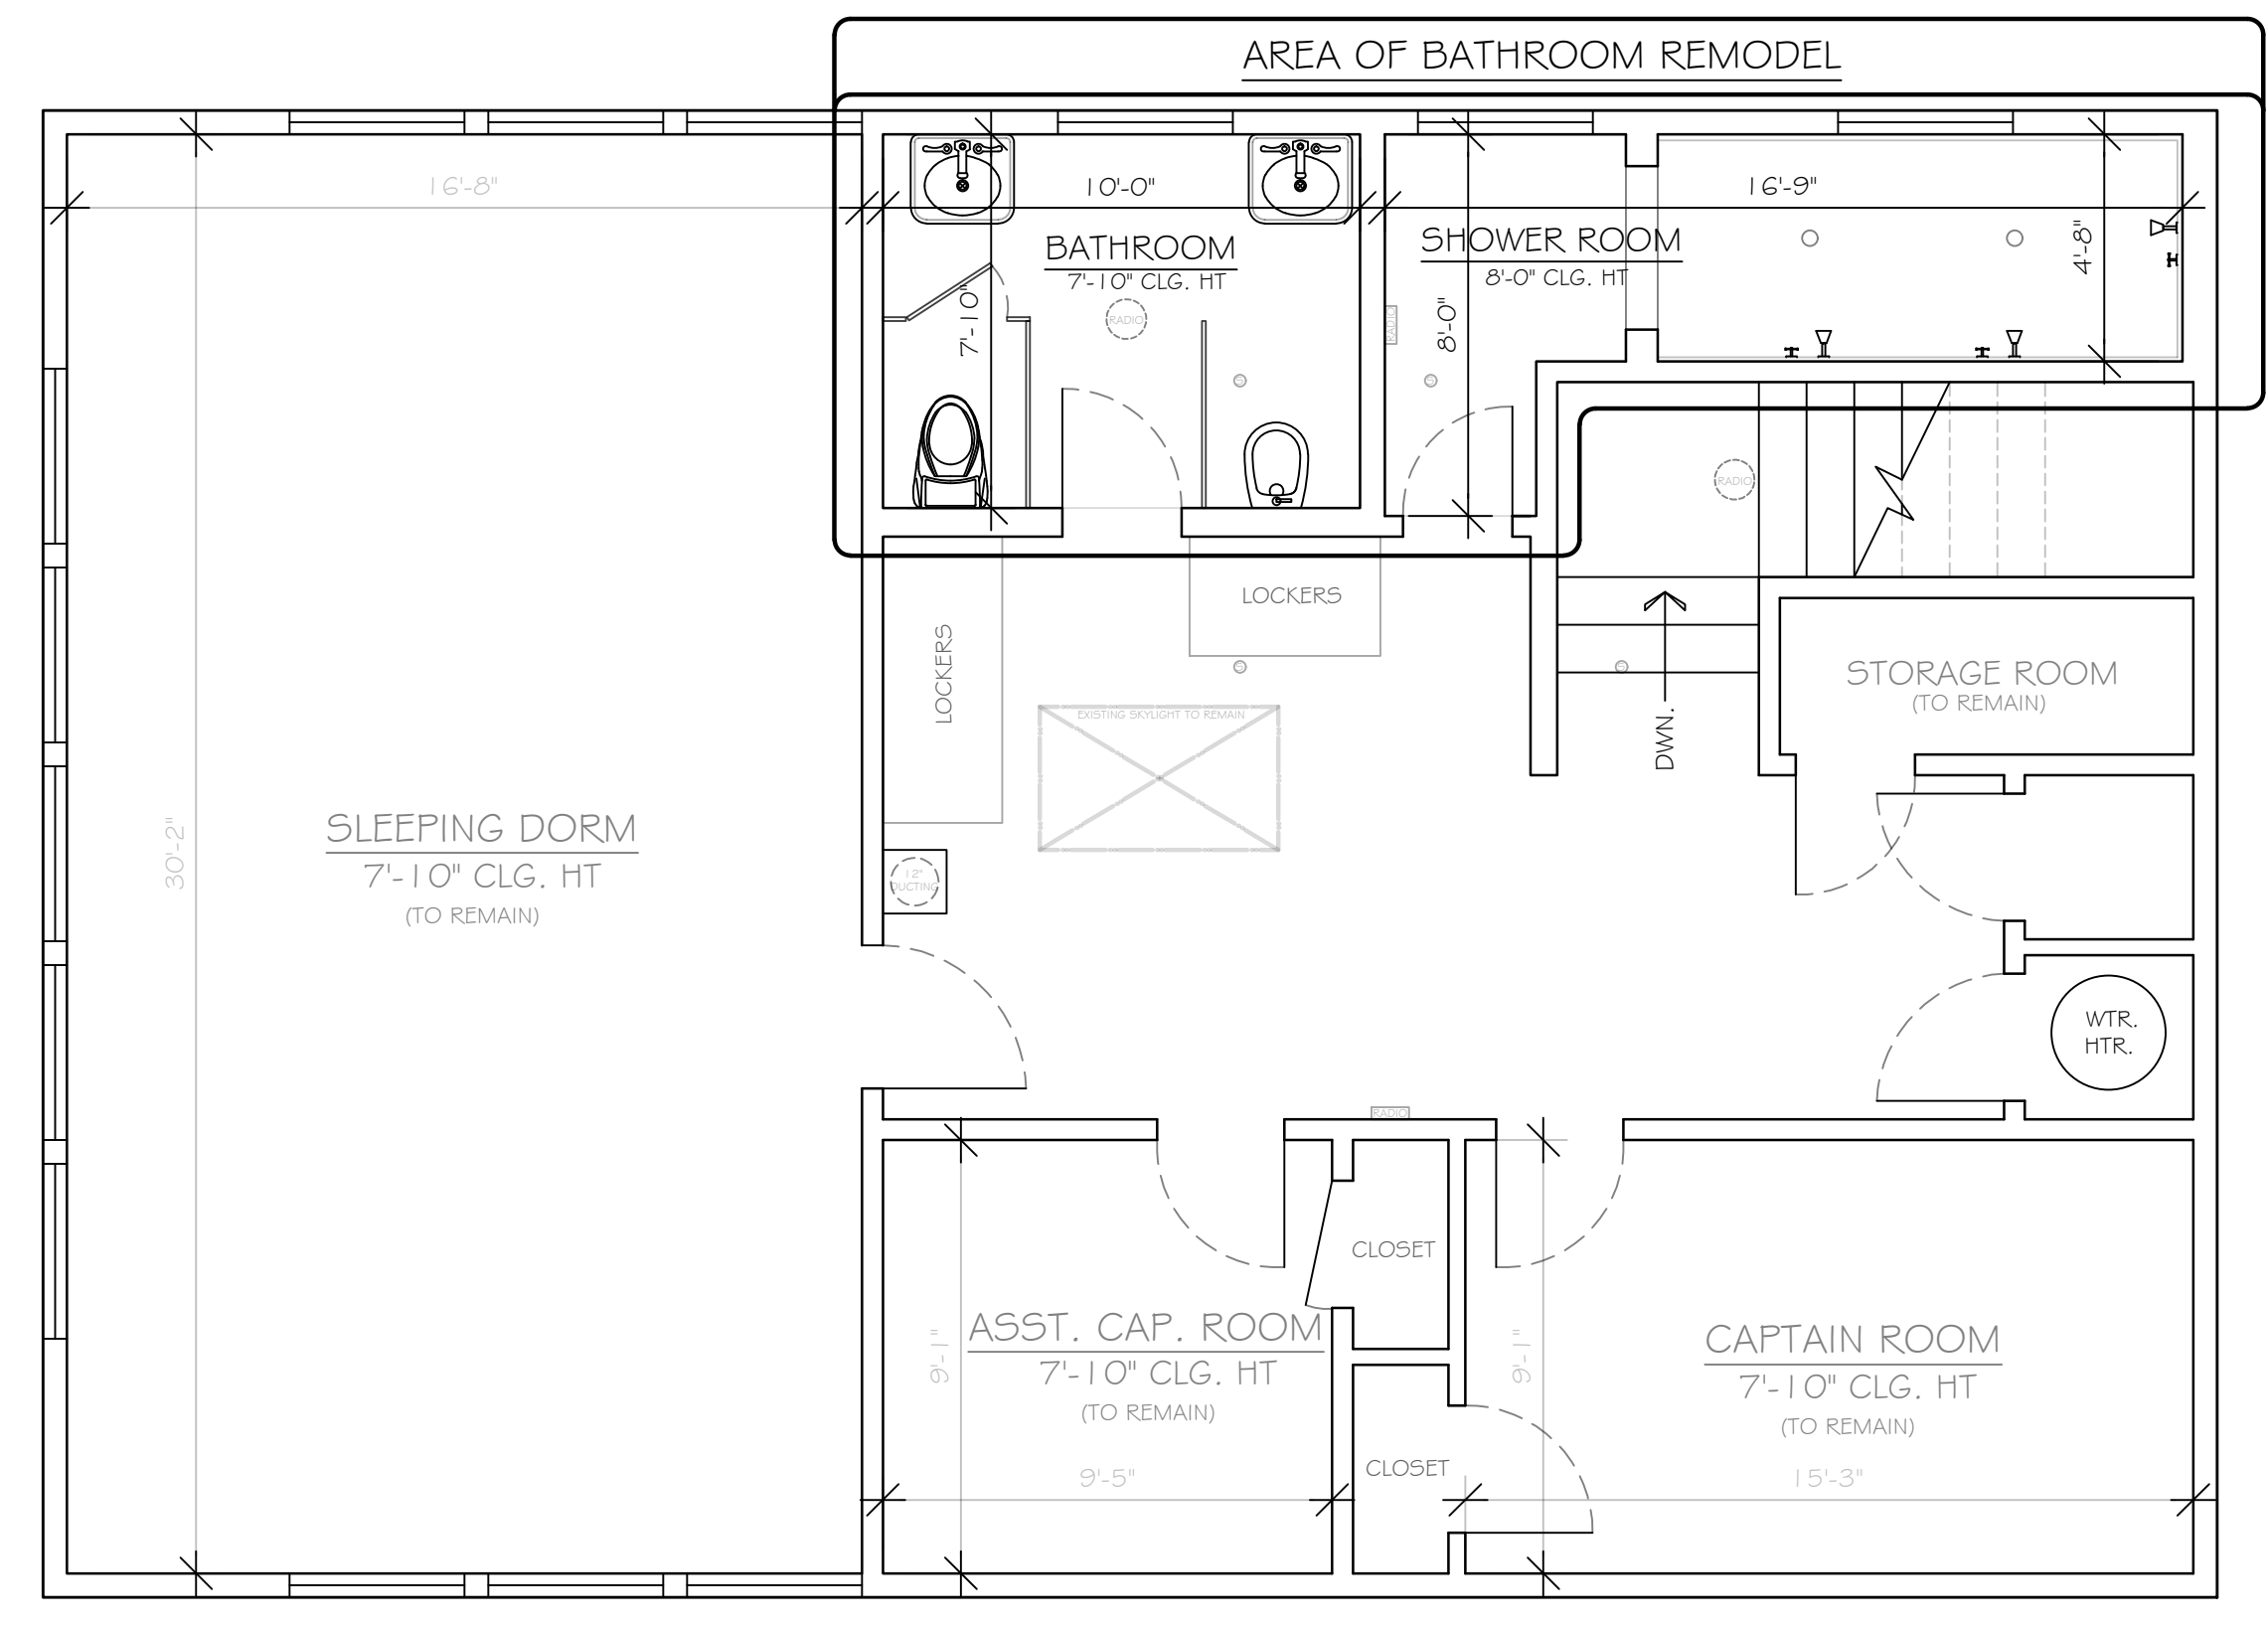 AREA OF BATHROOM REMODEL
16'-8"
10'-0"
16'-9"
BATHROOM
7'-10" CLG. HT
RADIO
7'-10"
SHOWER ROOM
8'-0" CLG. HT
RADIO
8'-0"
4'-8"
S
S
RADIO
LOCKERS
LOCKERS
S
S
DWN.
STORAGE ROOM
(TO REMAIN)
EXISTING SKYLIGHT TO REMAIN
SLEEPING DORM
7'-10" CLG. HT
(TO REMAIN)
30'-2"
12"
DUCTING
WTR.
HTR.
RADIO
CLOSET
ASST. CAP. ROOM
7'-10" CLG. HT
(TO REMAIN)
9'-1"
9'-5"
CLOSET
9'-1"
CAPTAIN ROOM
7'-10" CLG. HT
(TO REMAIN)
15'-3"